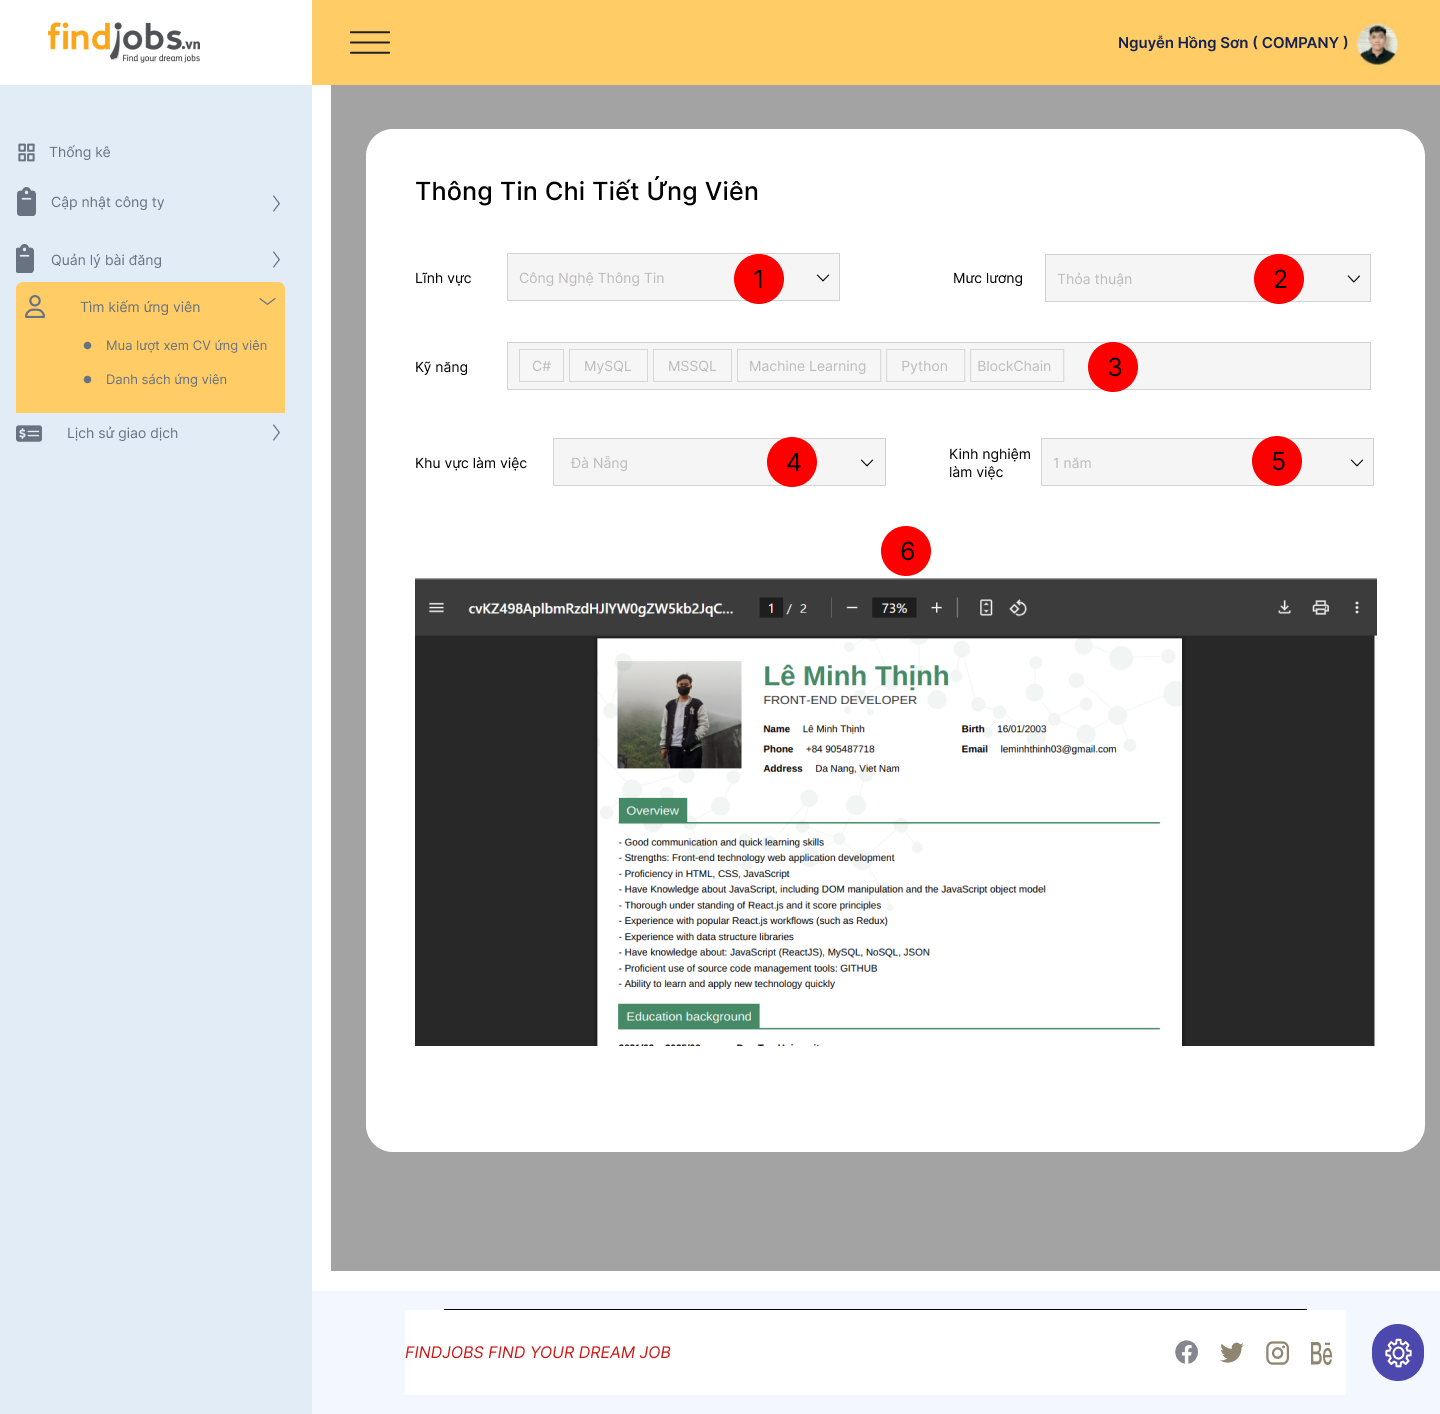 findjobs.vn
Find your dream jobs
Nguyễn Hồng Sơn ( COMPANY )
Thống kê
Cập nhật công ty
Quản lý bài đăng
Tìm kiếm ứng viên
Mua lượt xem CV ứng viên
Danh sách ứng viên
Lịch sử giao dịch
Thông Tin Chi Tiết Ứng Viên
Lĩnh vực
Công Nghệ Thông Tin
1
Mưc lương
Thỏa thuận
2
Kỹ năng
C#
MySQL
MSSQL
Machine Learning
Python
BlockChain
3
Khu vực làm việc
Đà Nẵng
4
Kinh nghiệm
làm việc
1 năm
5
6
cvKZ498AplbmRzdHJlYW0gZW5kb2JqC...
1 / 2
73%
Lê Minh Thịnh
FRONT-END DEVELOPER
Name Lê Minh Thịnh
Birth 16/01/2003
Phone +84 905487718
Email leminhthinh03@gmail.com
Address Da Nang, Viet Nam
Overview
- Good communication and quick learning skills
- Strengths: Front-end technology web application development
- Proficiency in HTML, CSS, JavaScript
- Have Knowledge about JavaScript, including DOM manipulation and the JavaScript object model
- Thorough under standing of React.js and it score principles
- Experience with popular React.js workflows (such as Redux)
- Experience with data structure libraries
- Have knowledge about: JavaScript (ReactJS), MySQL, NoSQL, JSON
- Proficient use of source code management tools: GITHUB
- Ability to learn and apply new technology quickly
Education background
FINDJOBS FIND YOUR DREAM JOB